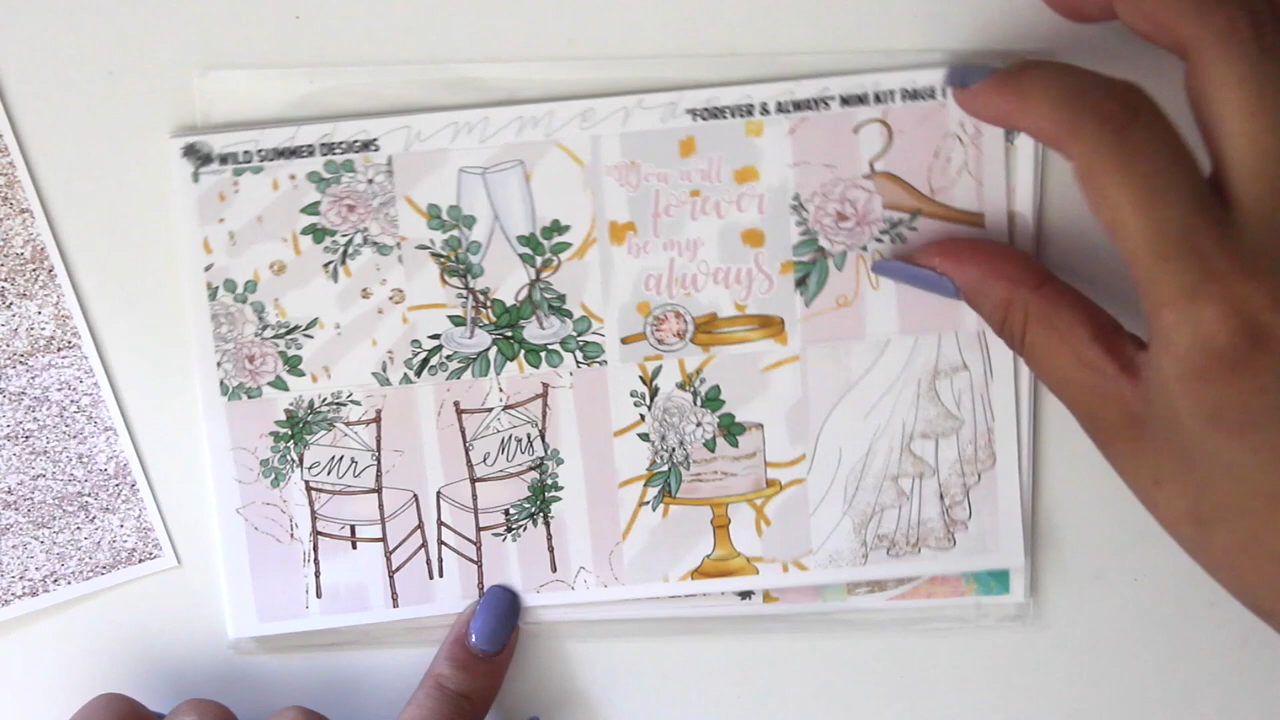 "FOREVER & ALWAYS" MINI KIT PAGE
WILD SUMMER DESIGNS
You will
forever
be my
always
Mr
Mrs